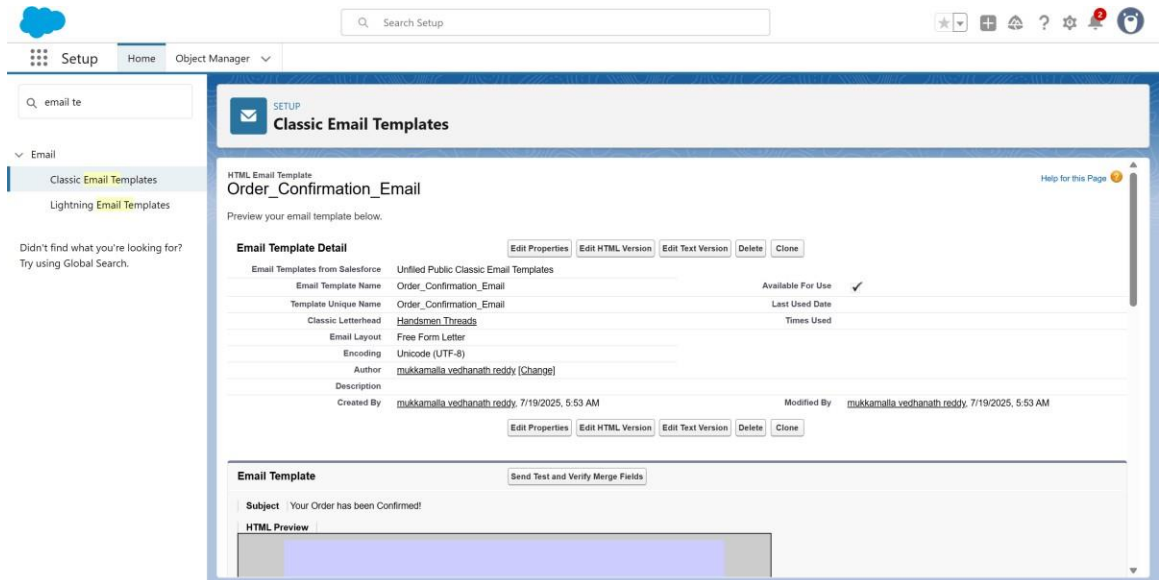 Search Setup
2
Setup
Home
Object Manager
email te
Email
Classic Email Templates
Lightning Email Templates
Didn't find what you're looking for?
Try using Global Search.
SETUP
Classic Email Templates
HTML Email Template
Order_Confirmation_Email
Help for this Page
Preview your email template below.
Email Template Detail
Edit Properties Edit HTML Version Edit Text Version Delete Clone
Email Templates from Salesforce Unfiled Public Classic Email Templates
Email Template Name Order_Confirmation_Email Available For Use
Template Unique Name Order_Confirmation_Email Last Used Date
Classic Letterhead Handsmen Threads Times Used
Email Layout Free Form Letter
Encoding Unicode (UTF-8)
Author mukkamalla vedhanath reddy [Change]
Description
Created By mukkamalla vedhanath reddy, 7/19/2025, 5:53 AM Modified By mukkamalla vedhanath reddy, 7/19/2025, 5:53 AM
Edit Properties Edit HTML Version Edit Text Version Delete Clone
Email Template Send Test and Verify Merge Fields
Subject Your Order has been Confirmed!
HTML Preview